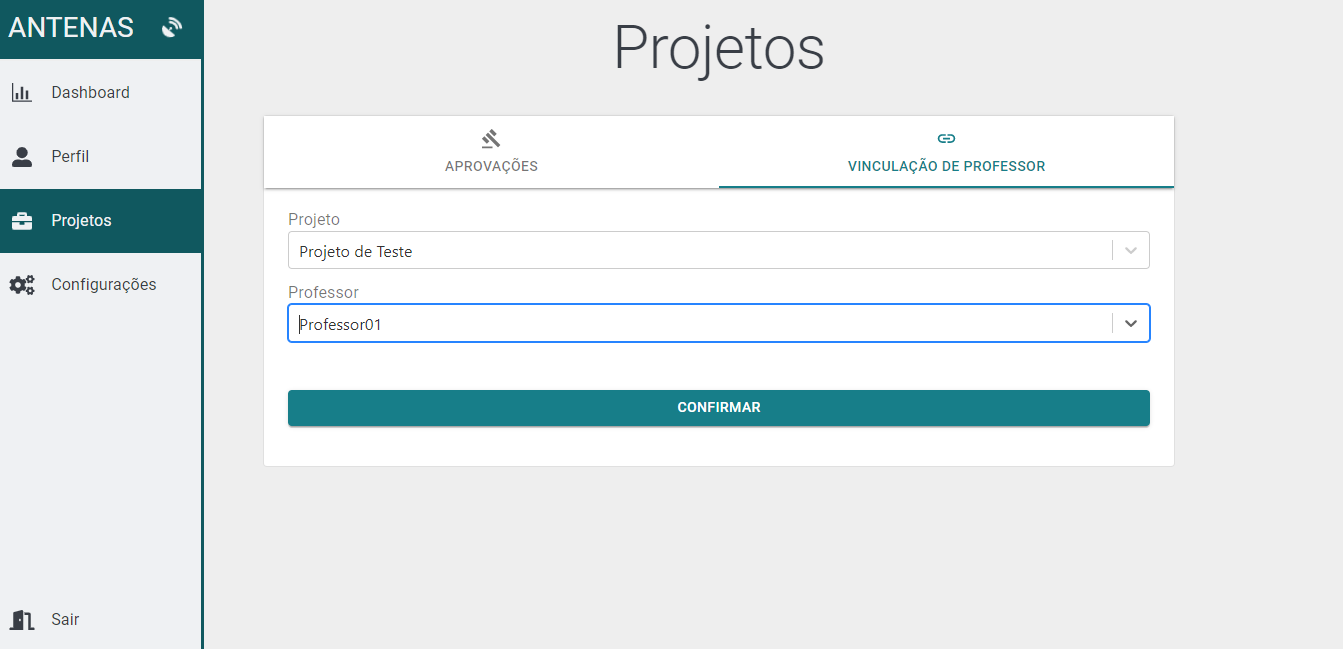 ANTENAS
Dashboard
Perfil
Projetos
Configurações
Sair
Projetos
APROVAÇÕES
VINCULAÇÃO DE PROFESSOR
Projeto
Projeto de Teste
Professor
Professor01
CONFIRMAR